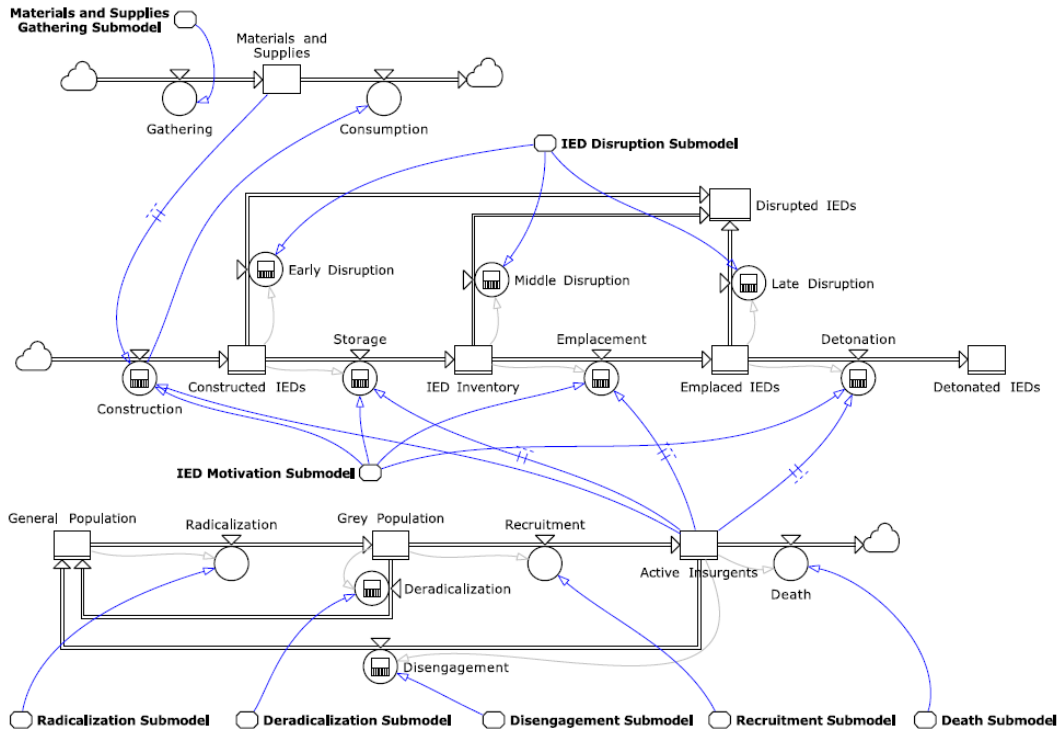 Materials and Supplies
Gathering Submodel
Materials and
Supplies
Gathering
Consumption
IED Disruption Submodel
Disrupted IEDs
Early Disruption
Middle Disruption
Late Disruption
Storage
Emplacement
Detonation
Constructed IEDs
IED Inventory
Emplaced IEDs
Detonated IEDs
Construction
IED Motivation Submodel
General Population
Radicalization
Grey Population
Recruitment
Active Insurgents
Deradicalization
Death
Disengagement
Radicalization Submodel
Deradicalization Submodel
Disengagement Submodel
Recruitment Submodel
Death Submodel